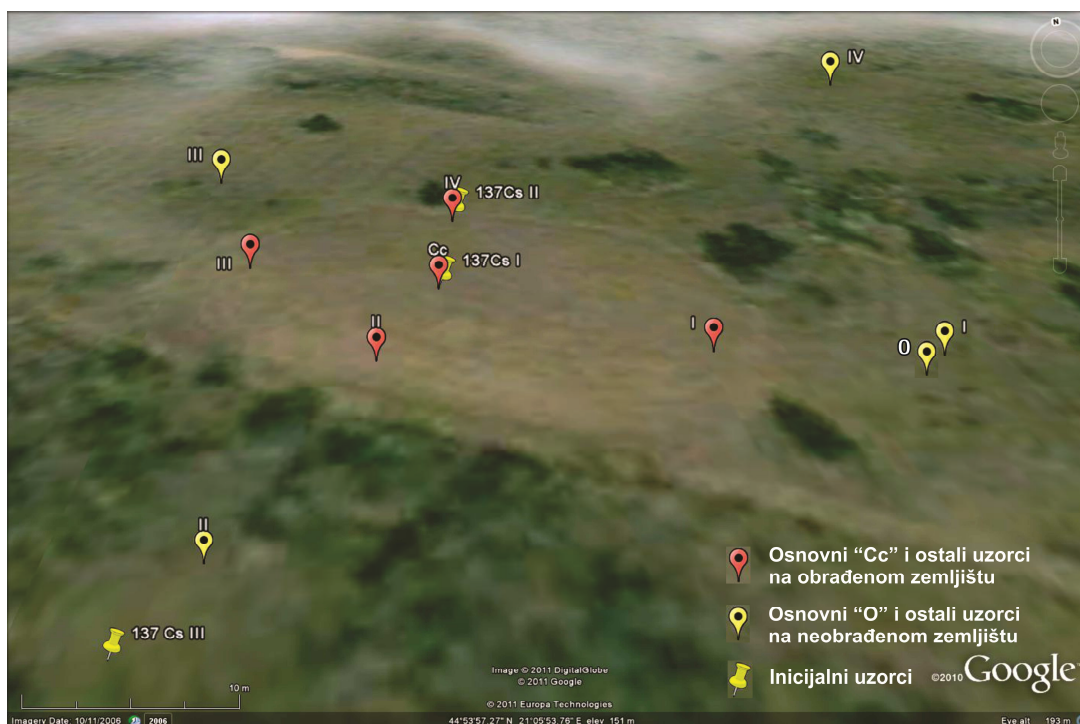 N
IV
III
IV
137Cs II
Cc
137Cs I
III
II
I
I
O
II
137 Cs III
Osnovni “Cc” i ostali uzorci
na obrađenom zemljištu
Osnovni “O” i ostali uzorci
na neobrađenom zemljištu
Inicijalni uzorci
©2010 Google
Image © 2011 DigitalGlobe
© 2011 Google
© 2011 Europa Technologies
10 m
Imagery Date: 10/11/2006 2006 44°53'57.27" N 21°05'53.76" E elev 151 m Eye alt 193 m